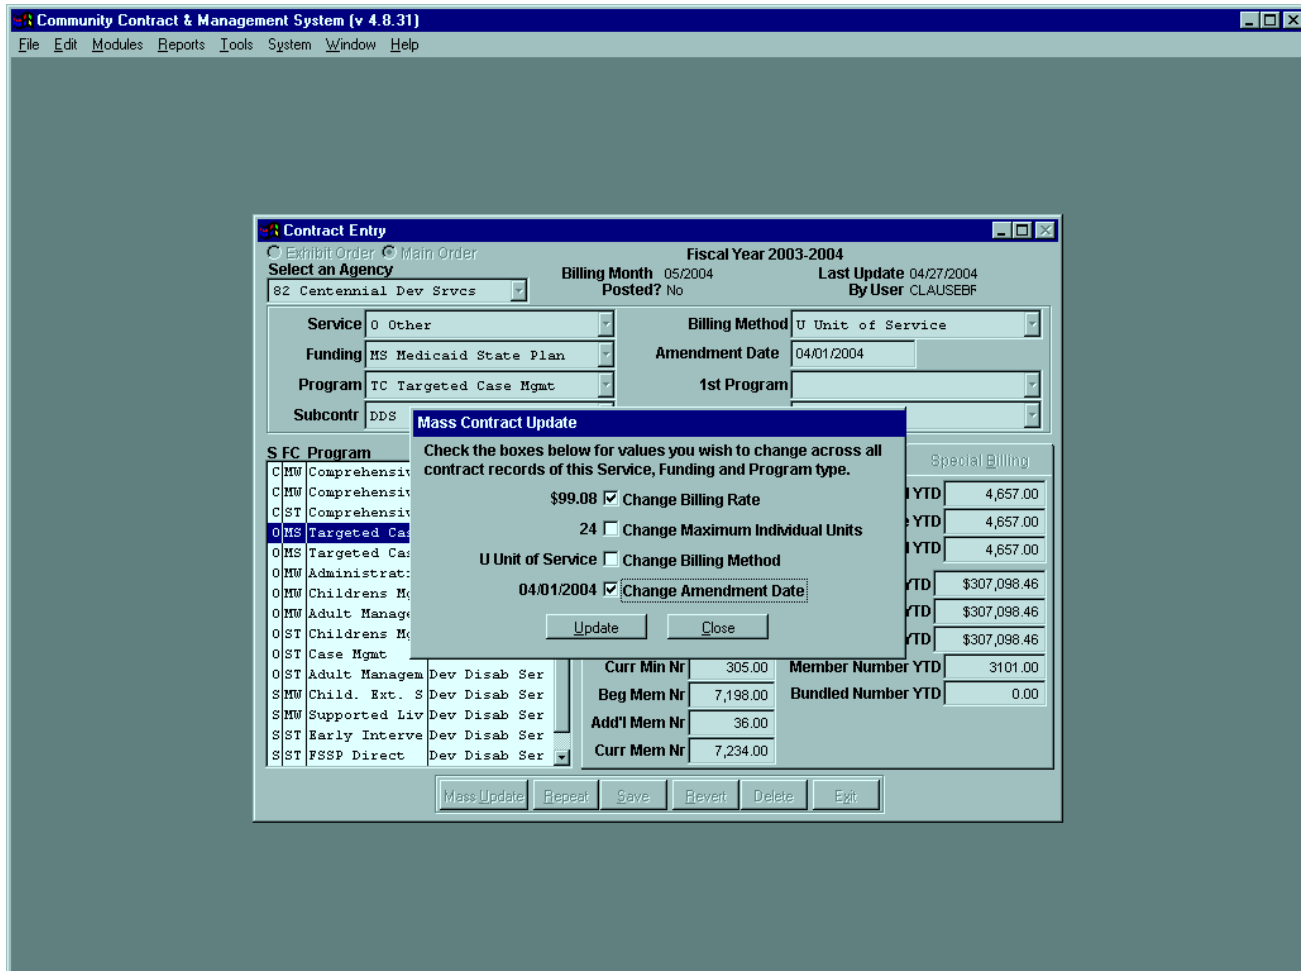 Community Contract & Management System (v 4.8.31)
File Edit Modules Reports Tools System Window Help
Contract Entry
Exhibit Order Main Order
Fiscal Year 2003-2004
Select an Agency
Billing Month 05/2004
Last Update 04/27/2004
82 Centennial Dev Srvcs
Posted? No
By User CLAUSEBF
Service O Other
Billing Method U Unit of Service
Funding MS Medicaid State Plan
Amendment Date 04/01/2004
Program TC Targeted Case Mgmt
1st Program
Subcontr DDS
Mass Contract Update
Check the boxes below for values you wish to change across all
contract records of this Service, Funding and Program type.
$99.08 Change Billing Rate
24 Change Maximum Individual Units
U Unit of Service Change Billing Method
04/01/2004 Change Amendment Date
Update Close
S FC Program
Special Billing
C MW Comprehensiv
C MW Comprehensiv
C ST Comprehensiv
O MS Targeted Cas
O MS Targeted Cas
O MW Administrat
O MW Childrens Mg
O MW Adult Manage
O ST Childrens Mg
O ST Case Mgmt
O ST Adult Managem Dev Disab Ser
S MW Child. Ext. S Dev Disab Ser
S MW Supported Liv Dev Disab Ser
S ST Early Interve Dev Disab Ser
S ST FSSP Direct Dev Disab Ser
YTD 4,657.00
YTD 4,657.00
YTD 4,657.00
YTD $307,098.46
YTD $307,098.46
YTD $307,098.46
Curr Min Nr 305.00
Member Number YTD 3101.00
Beg Mem Nr 7,198.00
Bundled Number YTD 0.00
Add'l Mem Nr 36.00
Curr Mem Nr 7,234.00
Mass Update Repeat Save Revert Delete Exit